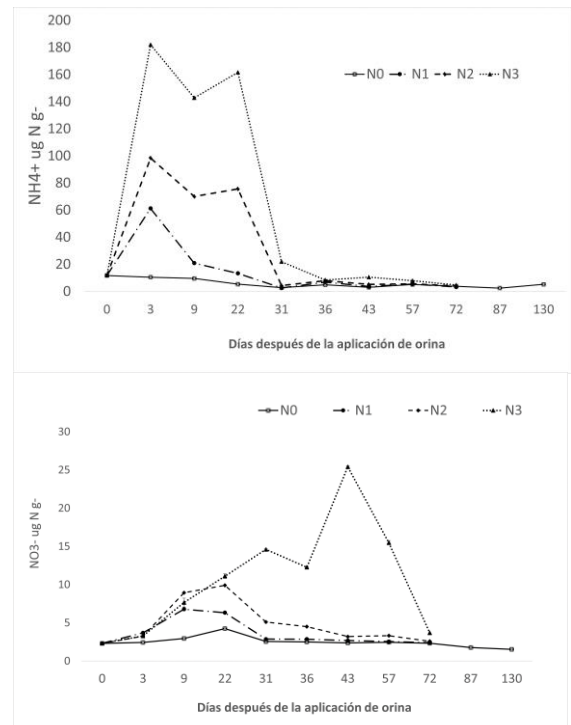 200
180
160
140
120
100
80
60
40
20
0
NH4+ ug N g-
N0 N1 N2 N3
0 3 9 22 31 36 43 57 72 87 130
Días después de la aplicación de orina
N0 N1 N2 N3
30
25
20
15
10
5
0
NO3- ug N g-
0 3 9 22 31 36 43 57 72 87 130
Días después de la aplicación de orina